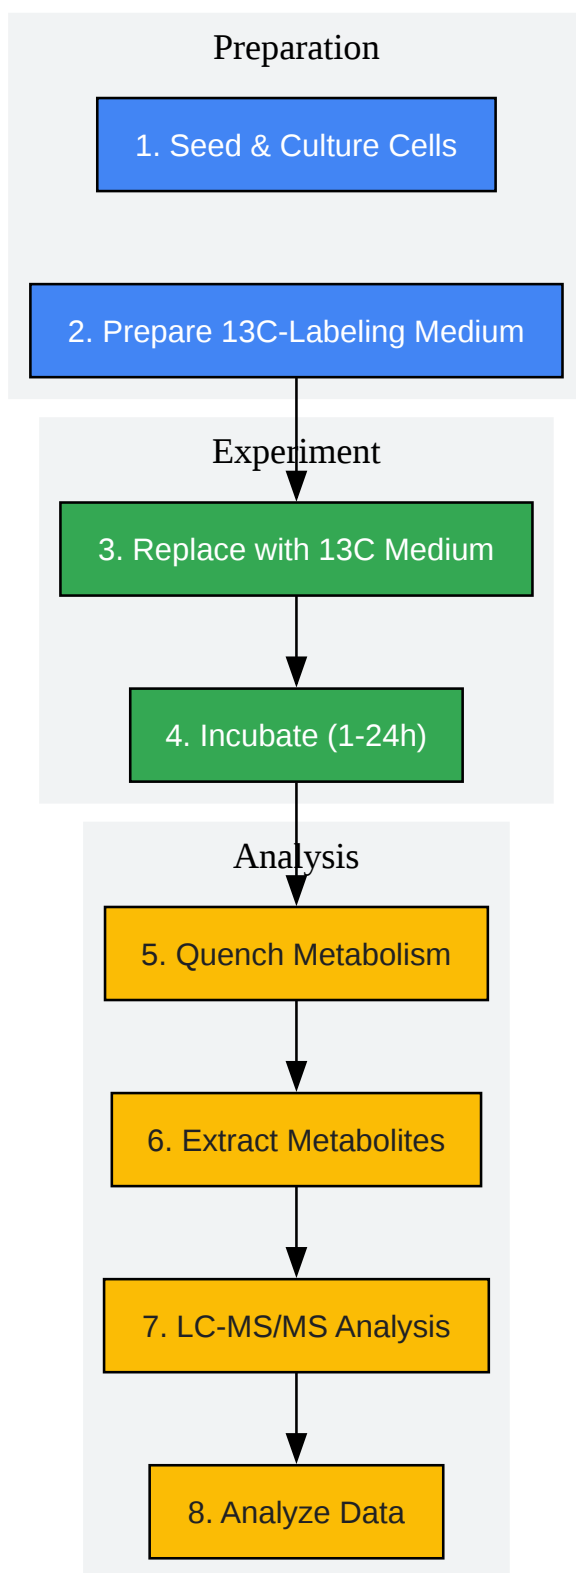 Preparation
1. Seed & Culture Cells
2. Prepare 13C-Labeling Medium
Experiment
3. Replace with 13C Medium
4. Incubate (1-24h)
Analysis
5. Quench Metabolism
6. Extract Metabolites
7. LC-MS/MS Analysis
8. Analyze Data